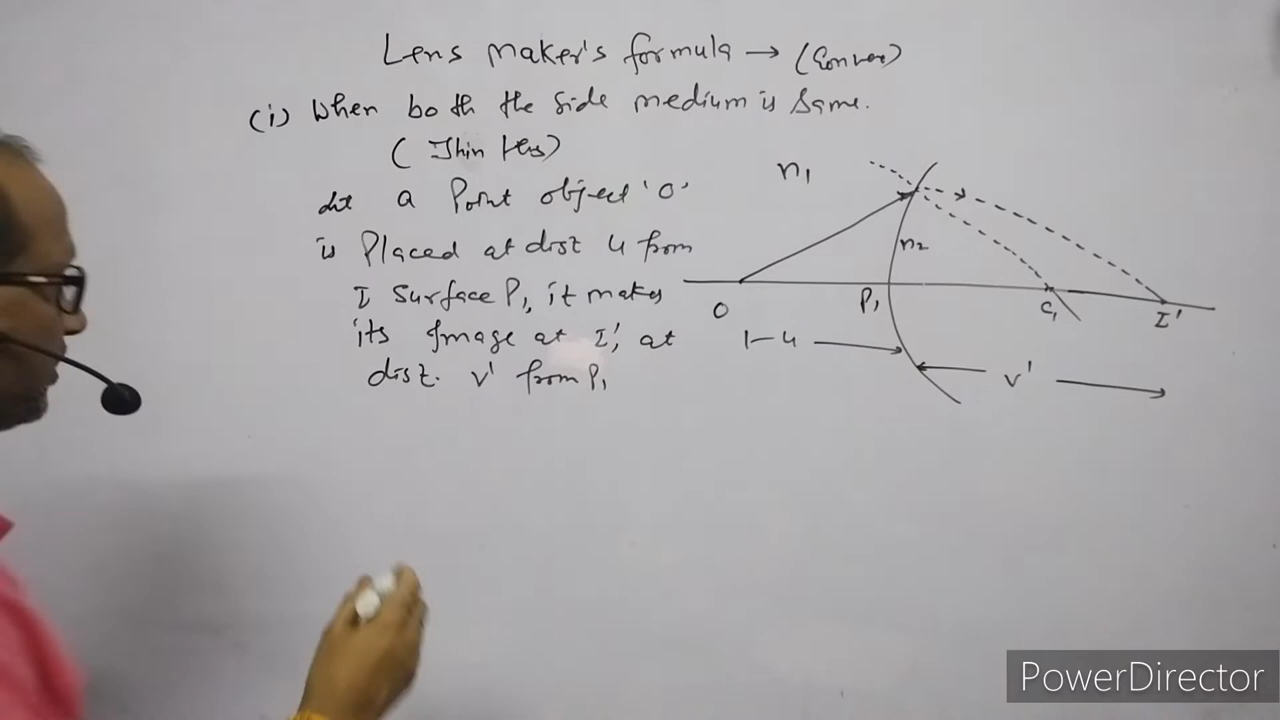 Lens Maker's formula → (Convex)
(i) When both the side medium is Same.
(Thin lens)
Let a Point object 'O'
is Placed at dist u from
I Surface P₁, it makes
its Image at I', at
dist. v' from P₁
n₁
n₂
O P₁ C₁ I'
-u
v'
PowerDirector